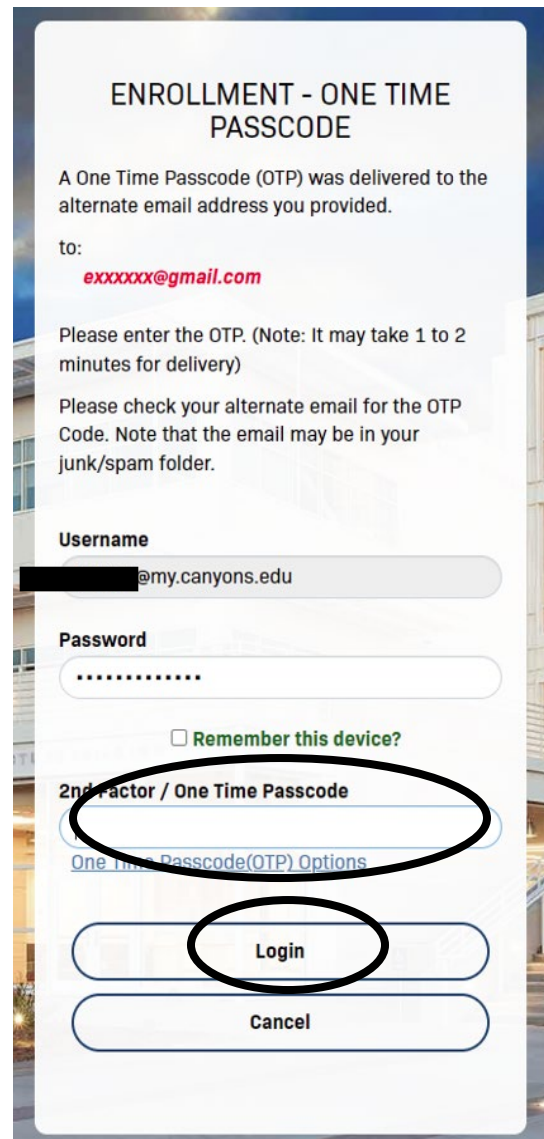 ENROLLMENT - ONE TIME
PASSCODE
A One Time Passcode (OTP) was delivered to the
alternate email address you provided.
to:
exxxxxx@gmail.com
Please enter the OTP. (Note: It may take 1 to 2
minutes for delivery)
Please check your alternate email for the OTP
Code. Note that the email may be in your
junk/spam folder.
Username
@my.canyons.edu
Password
•••••••••••••
Remember this device?
2nd Factor / One Time Passcode
One Time Passcode(OTP) Options
Login
Cancel